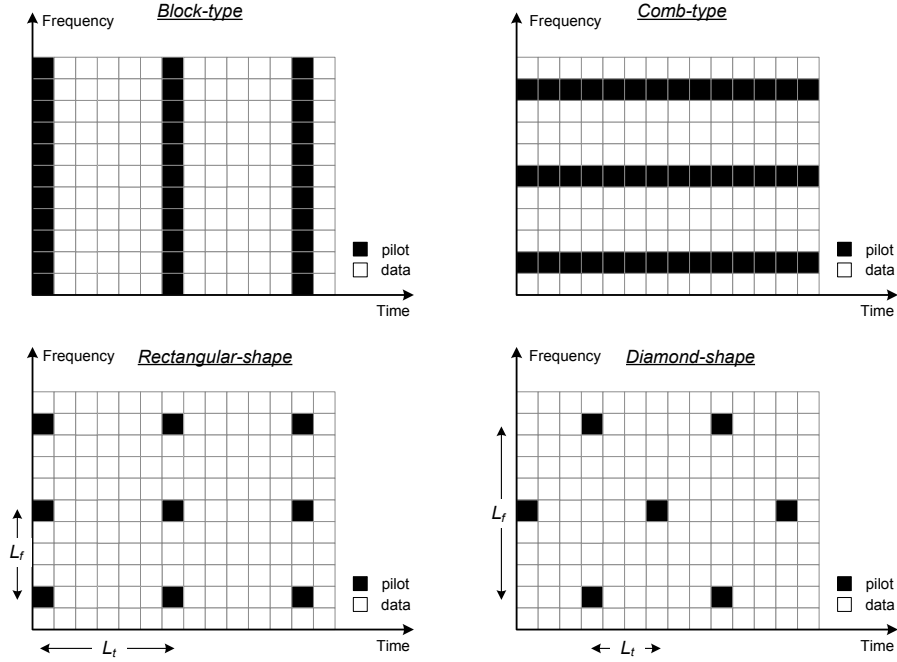 Block-type
Frequency
pilot
data
Time
Comb-type
Frequency
pilot
data
Time
Rectangular-shape
Frequency
Lf
pilot
data
Time
Lt
Diamond-shape
Frequency
Lf
pilot
data
Time
Lt